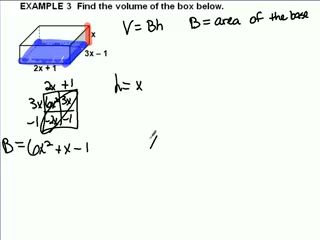 EXAMPLE 3 Find the volume of the box below.
V = Bh B = area of the base
x
3x – 1
2x + 1
h = x
2x + 1
3x 6x² 3x
-1 -2x -1
B = 6x² + x - 1